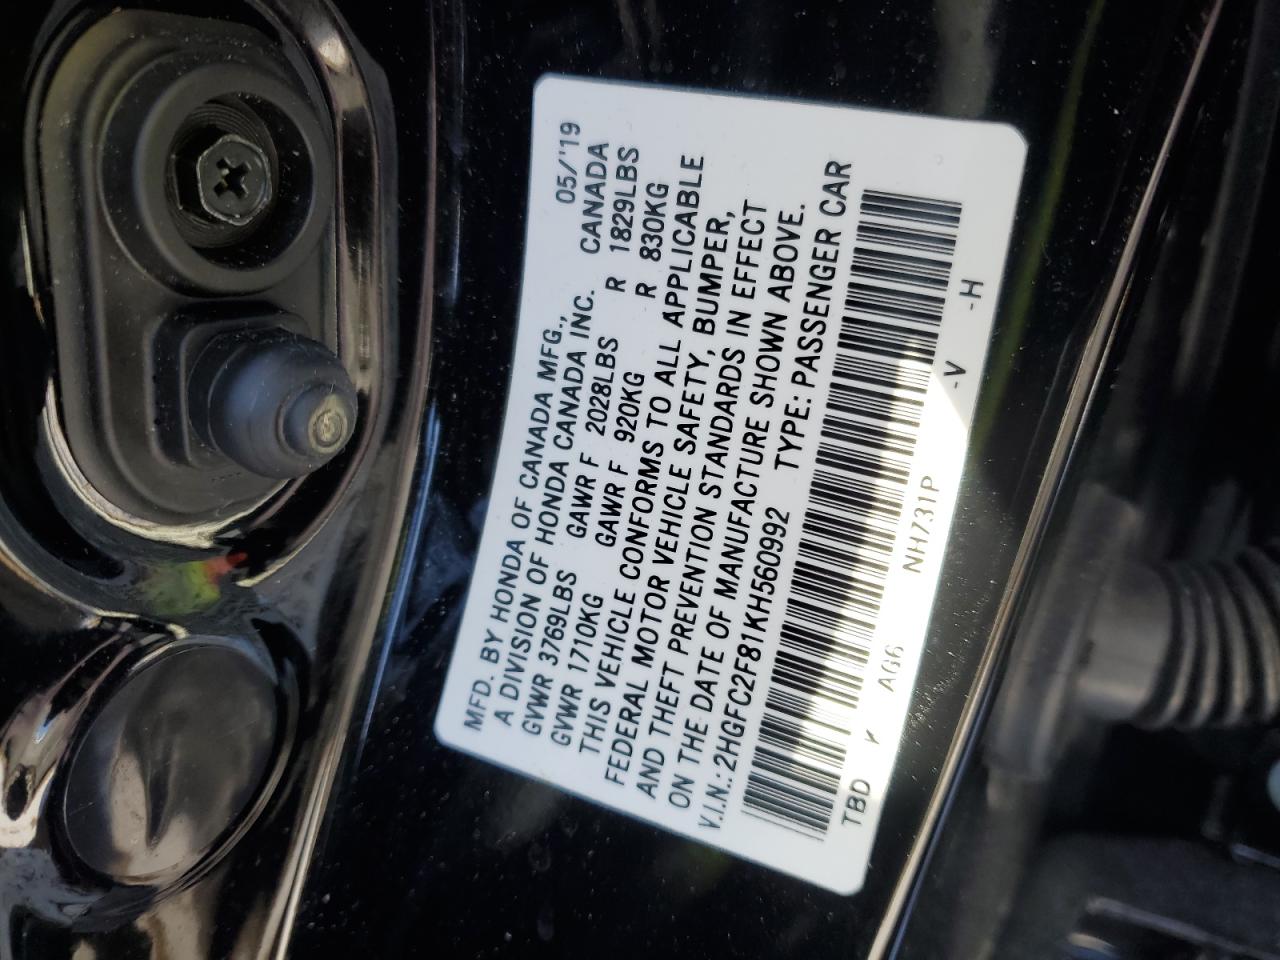 MFD. BY HONDA OF CANADA MFG., 05/'19
A DIVISION OF HONDA CANADA INC. CANADA
GVWR 3769LBS GAWR F 2028LBS R 1829LBS
GVWR 1710KG GAWR F 920KG R 830KG
THIS VEHICLE CONFORMS TO ALL APPLICABLE
FEDERAL MOTOR VEHICLE SAFETY, BUMPER,
AND THEFT PREVENTION STANDARDS IN EFFECT
ON THE DATE OF MANUFACTURE SHOWN ABOVE.
V.I.N.: 2HGFC2F81KH560992 TYPE: PASSENGER CAR
TBD V AG6 NH731P -V -H